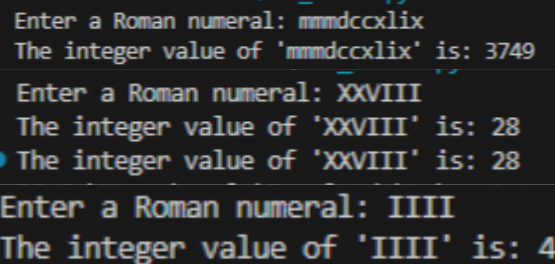 Enter a Roman numeral: mmmdccxlix
The integer value of 'mmmdccxlix' is: 3749
Enter a Roman numeral: XXVIII
The integer value of 'XXVIII' is: 28
The integer value of 'XXVIII' is: 28
Enter a Roman numeral: IIII
The integer value of 'IIII' is: 4